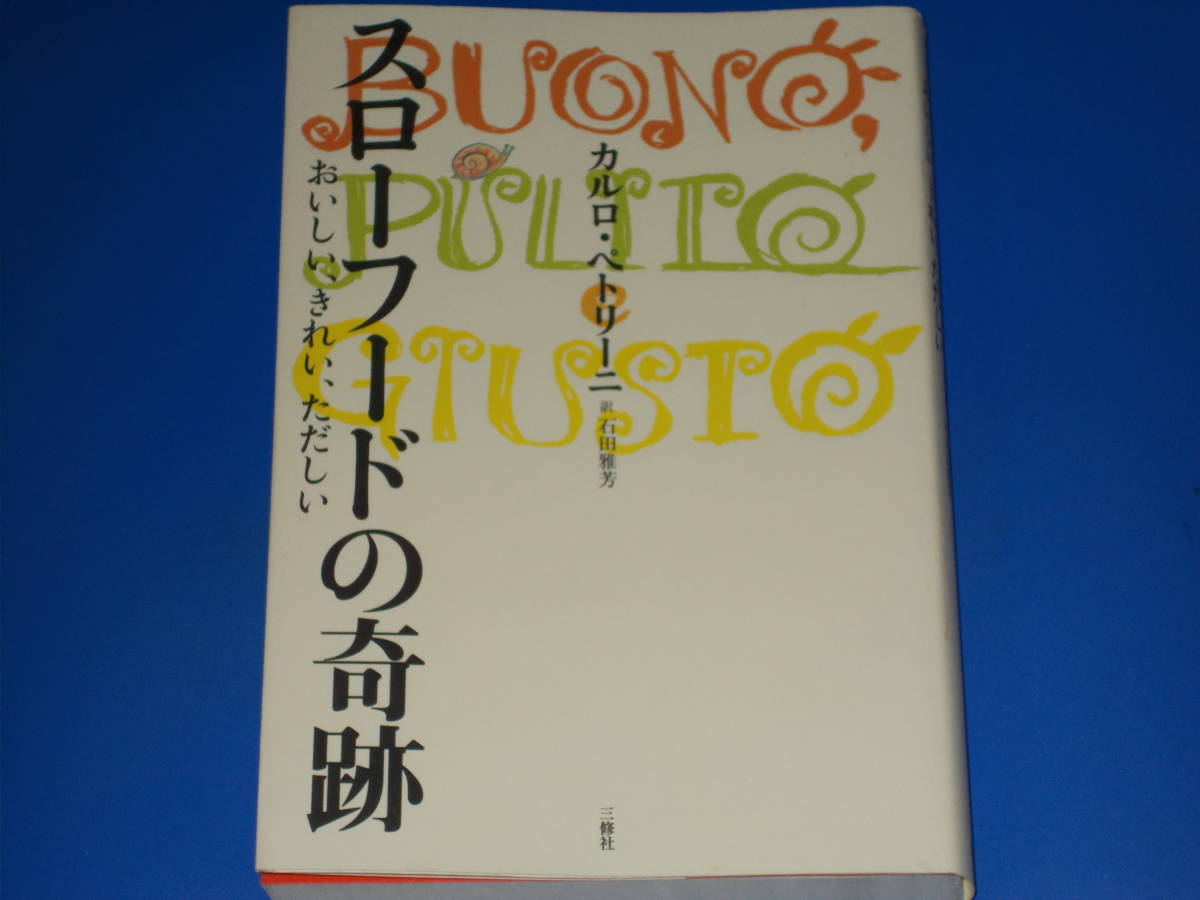 BUONO,
PULITO
e
GIUSTO
カルロ・ペトリーニ
訳 石田雅芳
スローフードの奇跡
おいしい、きれい、ただしい
三修社